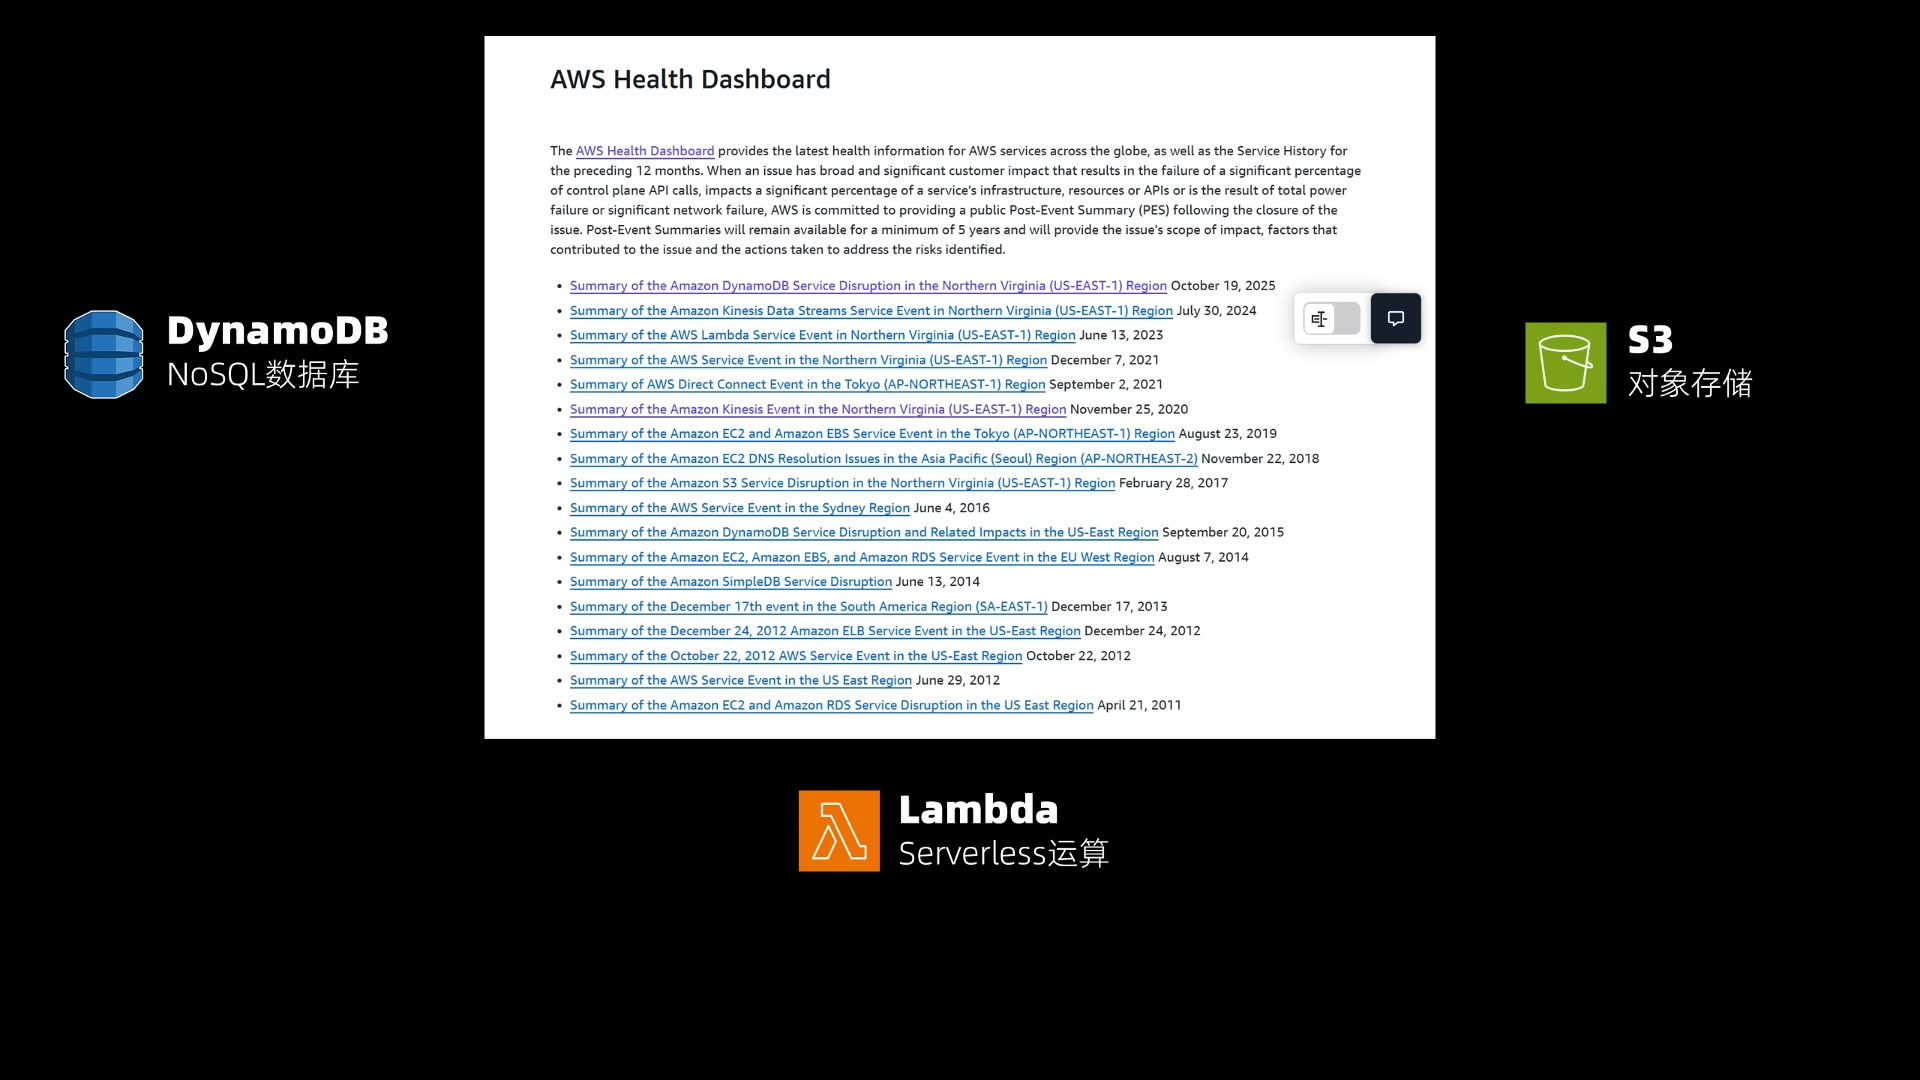 AWS Health Dashboard
The AWS Health Dashboard provides the latest health information for AWS services across the globe, as well as the Service History for
the preceding 12 months. When an issue has broad and significant customer impact that results in the failure of a significant percentage
of control plane API calls, impacts a significant percentage of a service’s infrastructure, resources or APIs or is the result of total power
failure or significant network failure, AWS is committed to providing a public Post-Event Summary (PES) following the closure of the
issue. Post-Event Summaries will remain available for a minimum of 5 years and will provide the issue’s scope of impact, factors that
contributed to the issue and the actions taken to address the risks identified.
• Summary of the Amazon DynamoDB Service Disruption in the Northern Virginia (US-EAST-1) Region October 19, 2025
• Summary of the Amazon Kinesis Data Streams Service Event in Northern Virginia (US-EAST-1) Region July 30, 2024
• Summary of the AWS Lambda Service Event in Northern Virginia (US-EAST-1) Region June 13, 2023
• Summary of the AWS Service Event in the Northern Virginia (US-EAST-1) Region December 7, 2021
• Summary of AWS Direct Connect Event in the Tokyo (AP-NORTHEAST-1) Region September 2, 2021
• Summary of the Amazon Kinesis Event in the Northern Virginia (US-EAST-1) Region November 25, 2020
• Summary of the Amazon EC2 and Amazon EBS Service Event in the Tokyo (AP-NORTHEAST-1) Region August 23, 2019
• Summary of the Amazon EC2 DNS Resolution Issues in the Asia Pacific (Seoul) Region (AP-NORTHEAST-2) November 22, 2018
• Summary of the Amazon S3 Service Disruption in the Northern Virginia (US-EAST-1) Region February 28, 2017
• Summary of the AWS Service Event in the Sydney Region June 4, 2016
• Summary of the Amazon DynamoDB Service Disruption and Related Impacts in the US-East Region September 20, 2015
• Summary of the Amazon EC2, Amazon EBS, and Amazon RDS Service Event in the EU West Region August 7, 2014
• Summary of the Amazon SimpleDB Service Disruption June 13, 2014
• Summary of the December 17th event in the South America Region (SA-EAST-1) December 17, 2013
• Summary of the December 24, 2012 Amazon ELB Service Event in the US-East Region December 24, 2012
• Summary of the October 22, 2012 AWS Service Event in the US-East Region October 22, 2012
• Summary of the AWS Service Event in the US East Region June 29, 2012
• Summary of the Amazon EC2 and Amazon RDS Service Disruption in the US East Region April 21, 2011
DynamoDB
NoSQL数据库
S3
对象存储
Lambda
Serverless运算